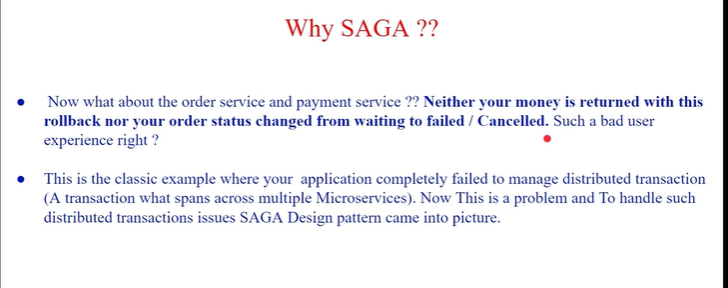 Why SAGA ??
● Now what about the order service and payment service ?? Neither your money is returned with this
rollback nor your order status changed from waiting to failed / Cancelled. Such a bad user
experience right ?
● This is the classic example where your application completely failed to manage distributed transaction
(A transaction what spans across multiple Microservices). Now This is a problem and To handle such
distributed transactions issues SAGA Design pattern came into picture.